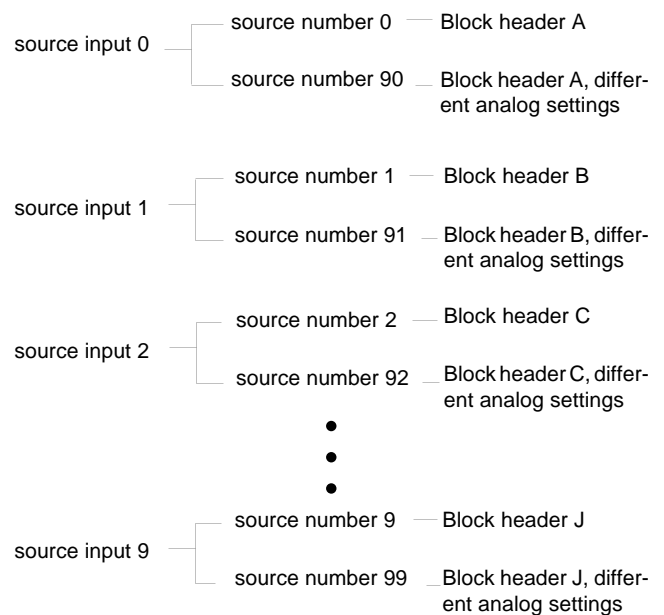 source input 0
source number 0
Block header A
source number 90
Block header A, differ-
ent analog settings
source input 1
source number 1
Block header B
source number 91
Block header B, differ-
ent analog settings
source input 2
source number 2
Block header C
source number 92
Block header C, differ-
ent analog settings
source input 9
source number 9
Block header J
source number 99
Block header J, differ-
ent analog settings